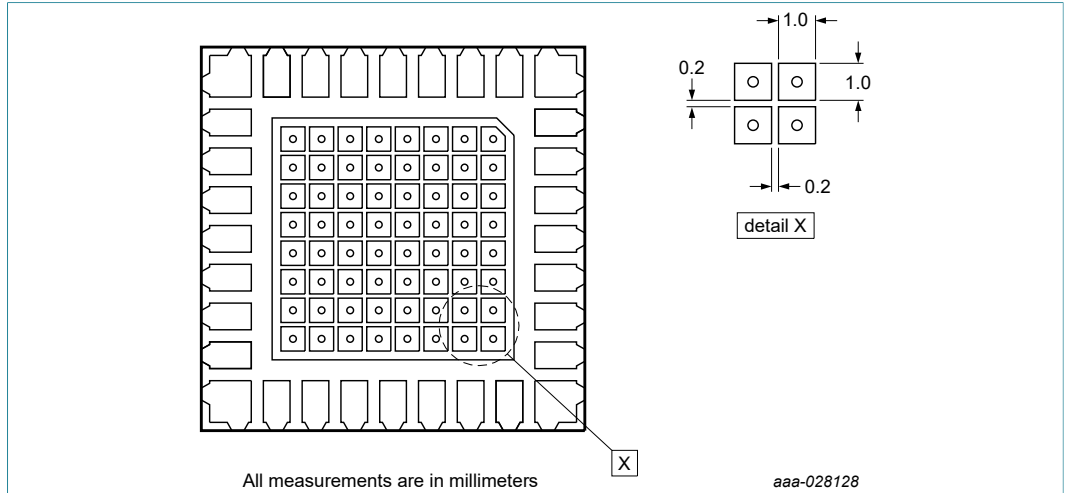 1.0
0.2
1.0
0.2
detail X
X
All measurements are in millimeters
aaa-028128